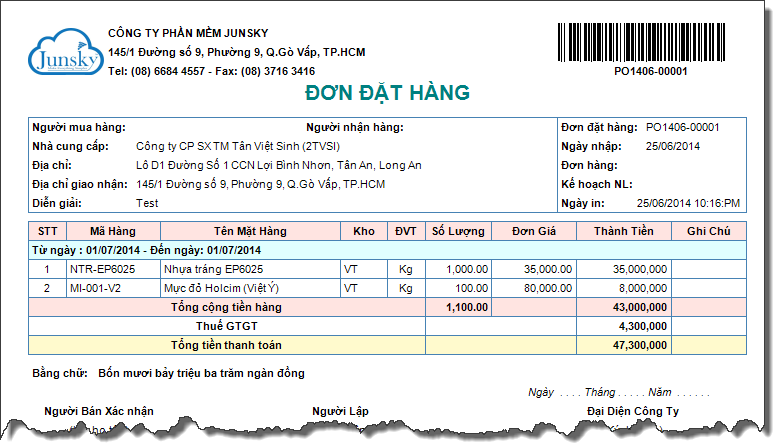 Junsky
CÔNG TY PHẦN MỀM JUNSKY
145/1 Đường số 9, Phường 9, Q.Gò Vấp, TP.HCM
Tel: (08) 6684 4557 - Fax: (08) 3716 3416
PO1406-00001
ĐƠN ĐẶT HÀNG
Người mua hàng: Người nhận hàng: Đơn đặt hàng: PO1406-00001
Nhà cung cấp: Công ty CP SXTM Tân Việt Sinh (2TVSI) Ngày nhập: 25/06/2014
Địa chỉ: Lô D1 Đường Số 1 CCN Lợi Bình Nhơn, Tân An, Long An Đơn hàng:
Địa chỉ giao nhận: 145/1 Đường số 9, Phường 9, Q.Gò Vấp, TP.HCM Kế hoạch NL:
Diễn giải: Test Ngày in: 25/06/2014 10:16:PM
STT Mã Hàng Tên Mặt Hàng Kho ĐVT Số Lượng Đơn Giá Thành Tiền Ghi Chú
Từ ngày : 01/07/2014 - Đến ngày: 01/07/2014
1 NTR-EP6025 Nhựa tráng EP6025 VT Kg 1,000.00 35,000.00 35,000,000
2 MI-001-V2 Mực đỏ Holcim (Việt Ý) VT Kg 100.00 80,000.00 8,000,000
Tổng cộng tiền hàng 1,100.00 43,000,000
Thuế GTGT 4,300,000
Tổng tiền thanh toán 47,300,000
Bằng chữ: Bốn mươi bảy triệu ba trăm ngàn đồng
Ngày . . . . Tháng . . . . . Năm . . . . . .
Người Bán Xác nhận Người Lập Đại Diện Công Ty